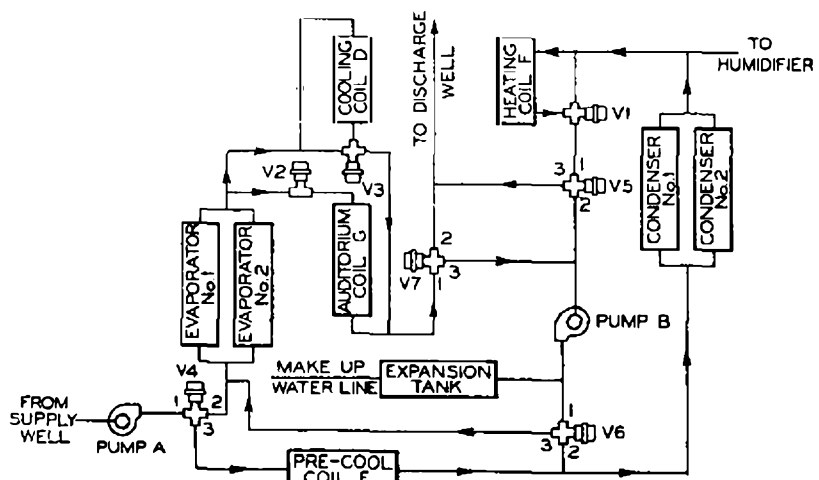 COOLING
COIL D
TO DISCHARGE
WELL
HEATING
COIL F
TO
HUMIDIFIER
V1
V2
V3
1
3
V5
2
CONDENSER
No.1
CONDENSER
No.2
EVAPORATOR
No.1
EVAPORATOR
No.2
AUDITORIUM
COIL G
2
V7
3
1
PUMP B
V4
MAKE UP
WATER LINE
EXPANSION
TANK
FROM
SUPPLY
WELL
1
2
3
PUMP A
1
3
V6
2
PRE-COOL
COIL E